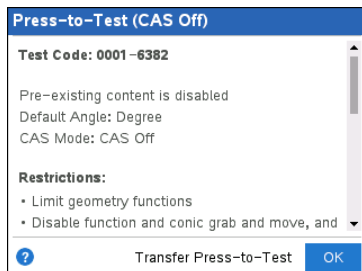 Press-to-Test (CAS Off)
Test Code: 0001-6382
Pre-existing content is disabled
Default Angle: Degree
CAS Mode: CAS Off
Restrictions:
• Limit geometry functions
• Disable function and conic grab and move, and
? Transfer Press-to-Test OK